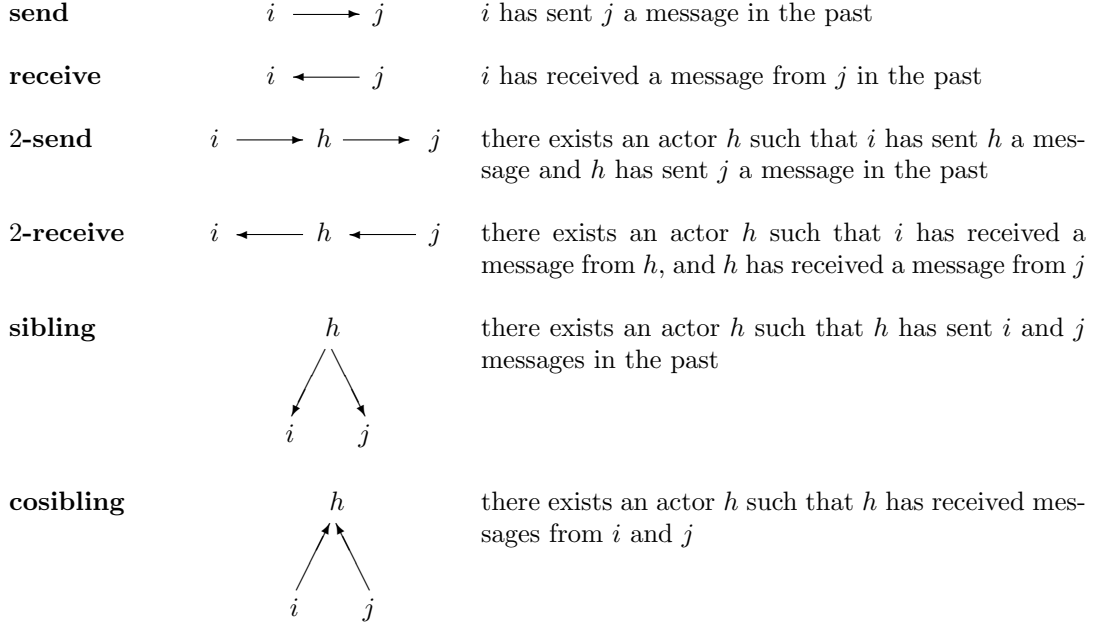 send i j i has sent j a message in the past
receive i j i has received a message from j in the past
2-send i h j there exists an actor h such that i has sent h a mes-
sage and h has sent j a message in the past
2-receive i h j there exists an actor h such that i has received a
message from h, and h has received a message from j
sibling h there exists an actor h such that h has sent i and j
messages in the past
i j
cosibling h there exists an actor h such that h has received mes-
sages from i and j
i j